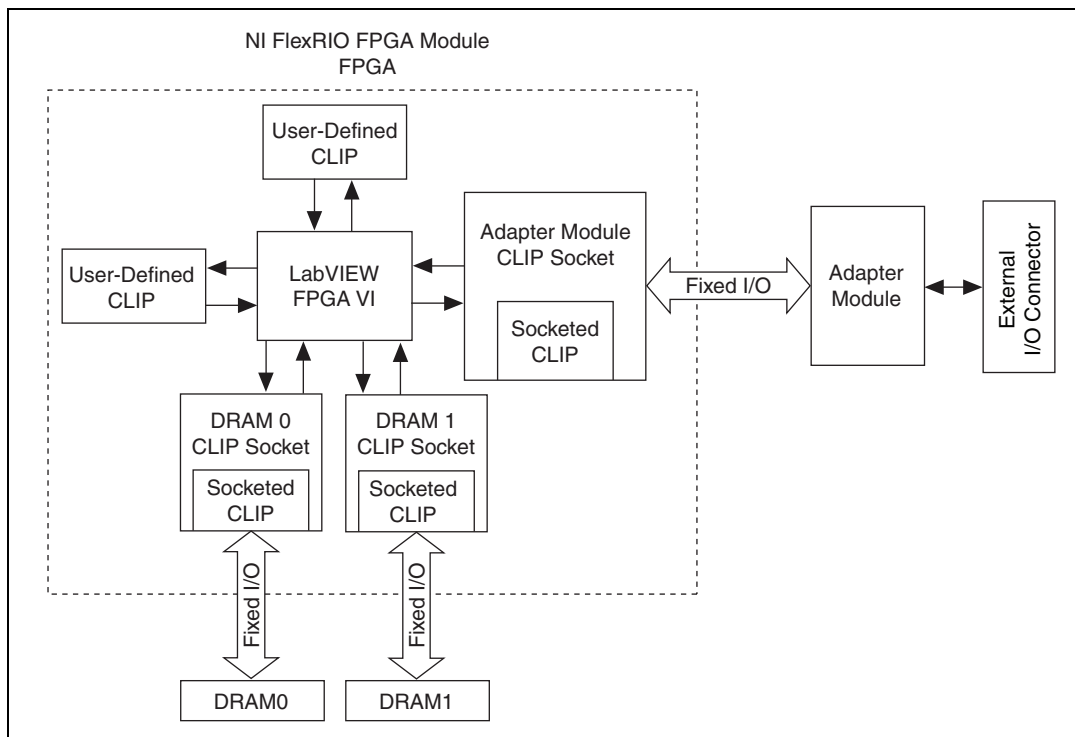 NI FlexRIO FPGA Module
FPGA
User-Defined
CLIP
User-Defined
CLIP
LabVIEW
FPGA VI
Adapter Module
CLIP Socket
Socketed
CLIP
Fixed I/O
Adapter
Module
External
I/O Connector
DRAM 0
CLIP Socket
Socketed
CLIP
DRAM 1
CLIP Socket
Socketed
CLIP
Fixed I/O
Fixed I/O
DRAM0
DRAM1